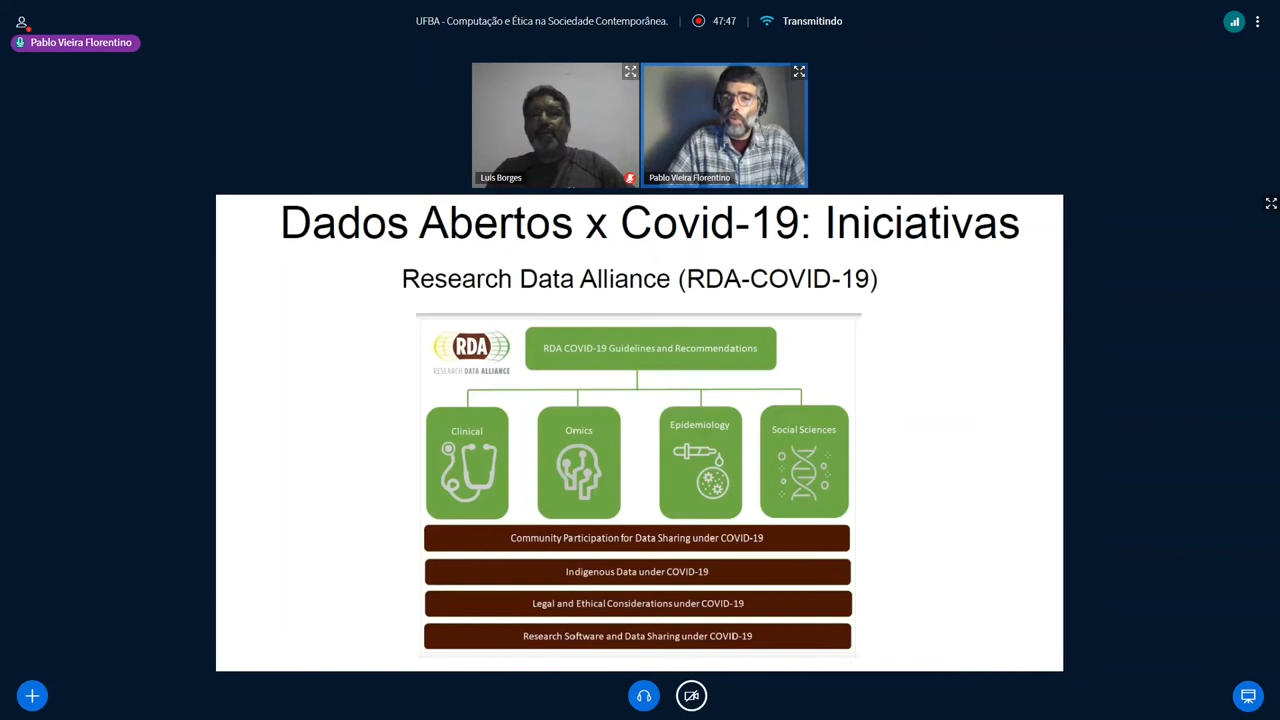 UFBA - Computação e Ética na Sociedade Contemporânea.
47:47
Transmitindo
Pablo Vieira Florentino
Luis Borges
Pablo Vieira Florentino
Dados Abertos x Covid-19: Iniciativas
Research Data Alliance (RDA-COVID-19)
RDA
RESEARCH DATA ALLIANCE
RDA COVID-19 Guidelines and Recommendations
Clinical
Omics
Epidemiology
Social Sciences
Community Participation for Data Sharing under COVID-19
Indigenous Data under COVID-19
Legal and Ethical Considerations under COVID-19
Research Software and Data Sharing under COVID-19